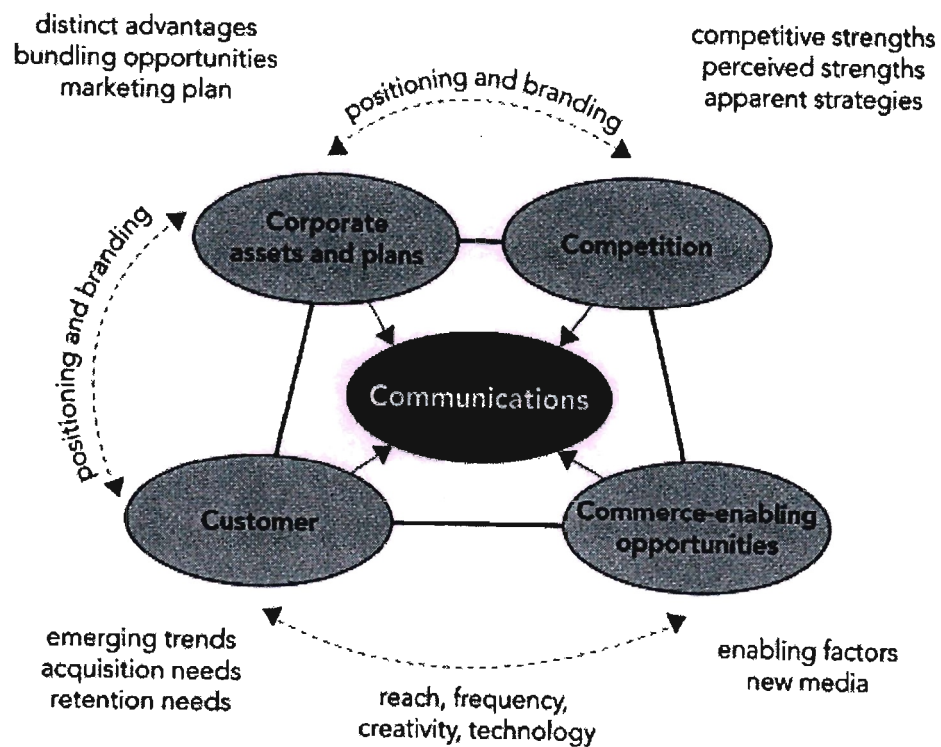 distinct advantages
bundling opportunities
marketing plan
competitive strengths
perceived strengths
apparent strategies
positioning and branding
Corporate
assets and plans
Competition
positioning and branding
Communications
Customer
Commerce-enabling
opportunities
emerging trends
acquisition needs
retention needs
reach, frequency,
creativity, technology
enabling factors
new media